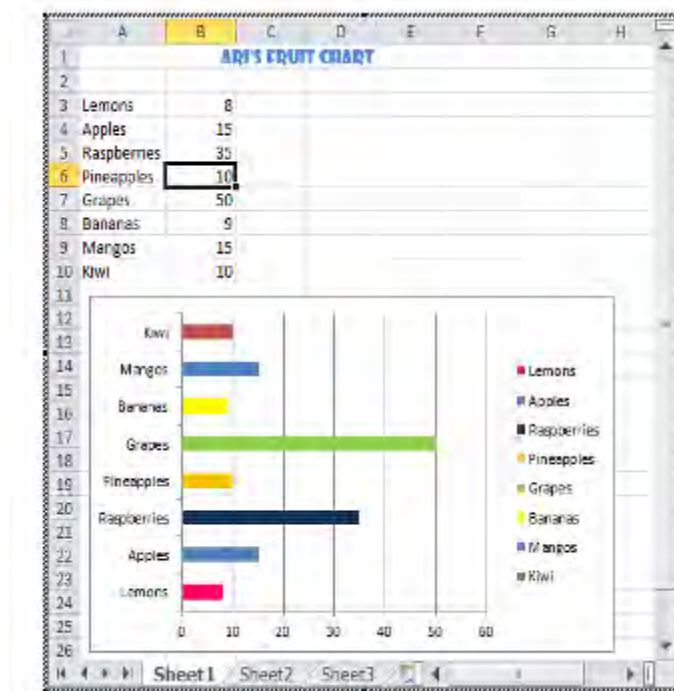 A B C D E F G H
1 ARI'S FRUIT CHART
2
3 Lemons 8
4 Apples 15
5 Raspberries 35
6 Pineapples 10
7 Grapes 50
8 Bananas 9
9 Mangos 15
10 Kiwi 10
11
12
13
14
15
16
17
18
19
20
21
22
23
24
25
26
Kiwi
Mangos
Bananas
Grapes
Pineapples
Raspberries
Apples
Lemons
0 10 20 30 40 50 60
Lemons
Apples
Raspberries
Pineapples
Grapes
Bananas
Mangos
Kiwi
Sheet1 Sheet2 Sheet3